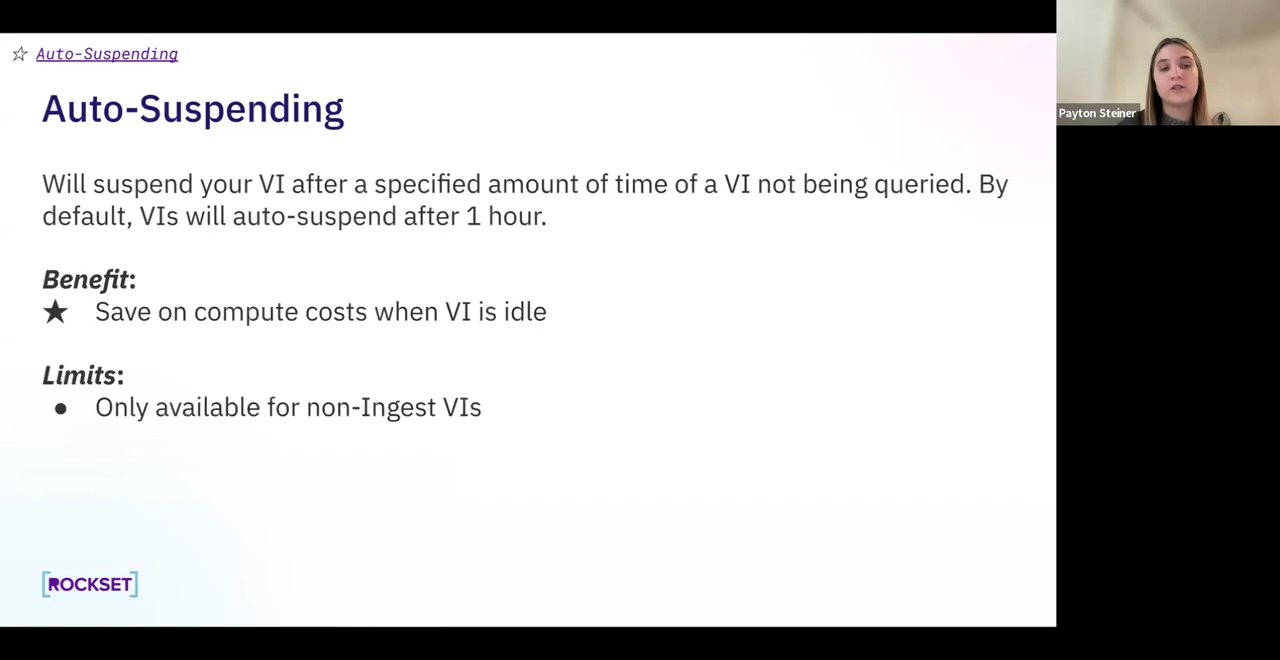 ☆ Auto-Suspending
Auto-Suspending
Payton Steiner
Will suspend your VI after a specified amount of time of a VI not being queried. By
default, VIs will auto-suspend after 1 hour.
Benefit:
★ Save on compute costs when VI is idle
Limits:
● Only available for non-Ingest VIs
[ROCKSET]